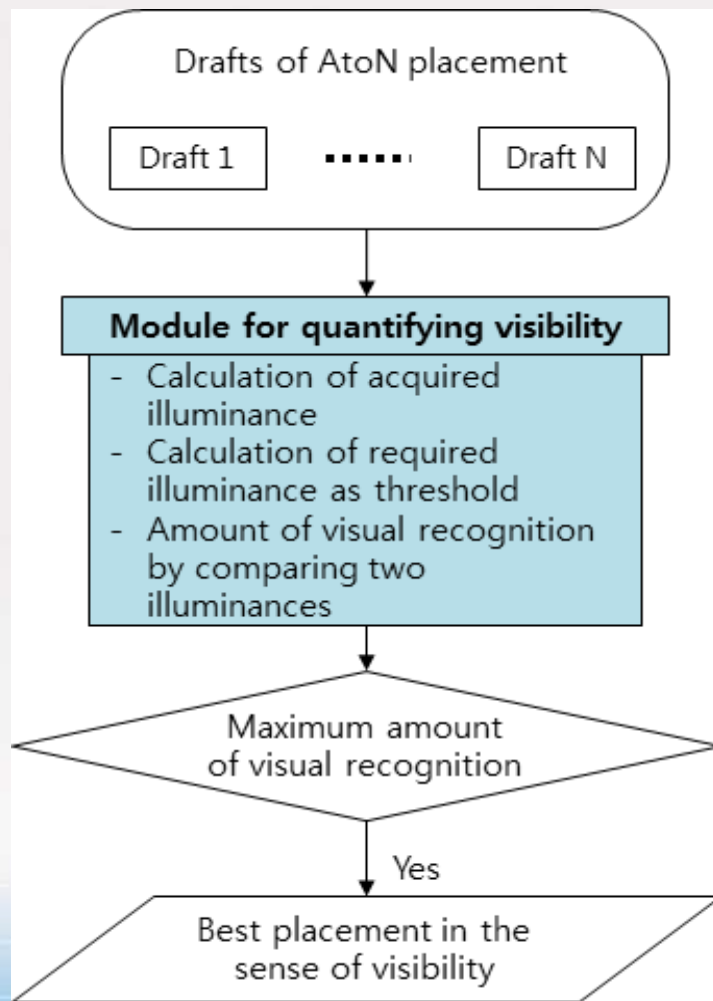 Drafts of AtoN placement
Draft 1 ...... Draft N
Module for quantifying visibility
- Calculation of acquired
illuminance
- Calculation of required
illuminance as threshold
- Amount of visual recognition
by comparing two
illuminances
Maximum amount
of visual recognition
Yes
Best placement in the
sense of visibility